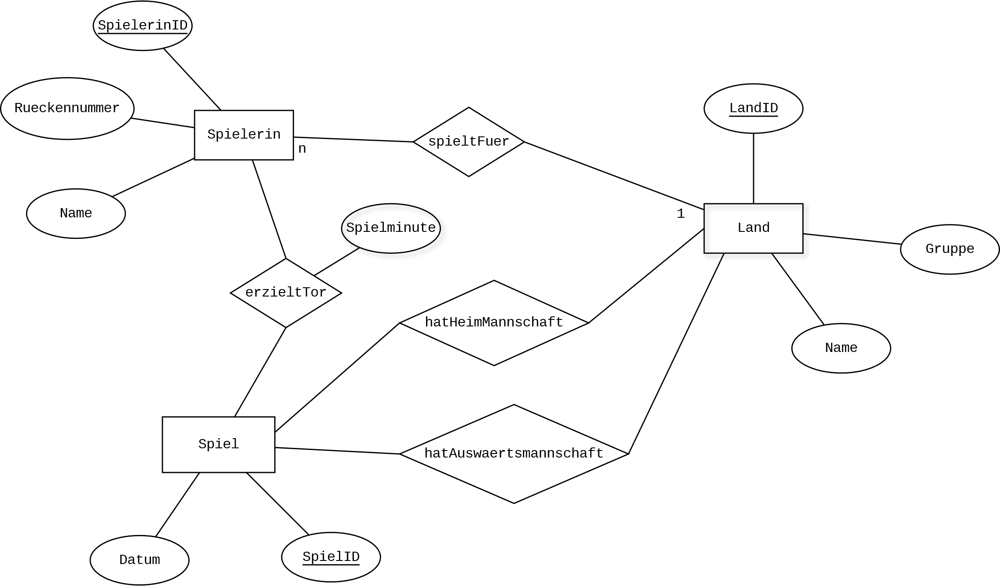 SpielerinID
Rueckennummer
LandID
Spielerin
spieltFuer
n
Name
1
Spielminute
Land
Gruppe
erzieltTor
hatHeimMannschaft
Name
Spiel
hatAuswaertsmannschaft
Datum
SpielID